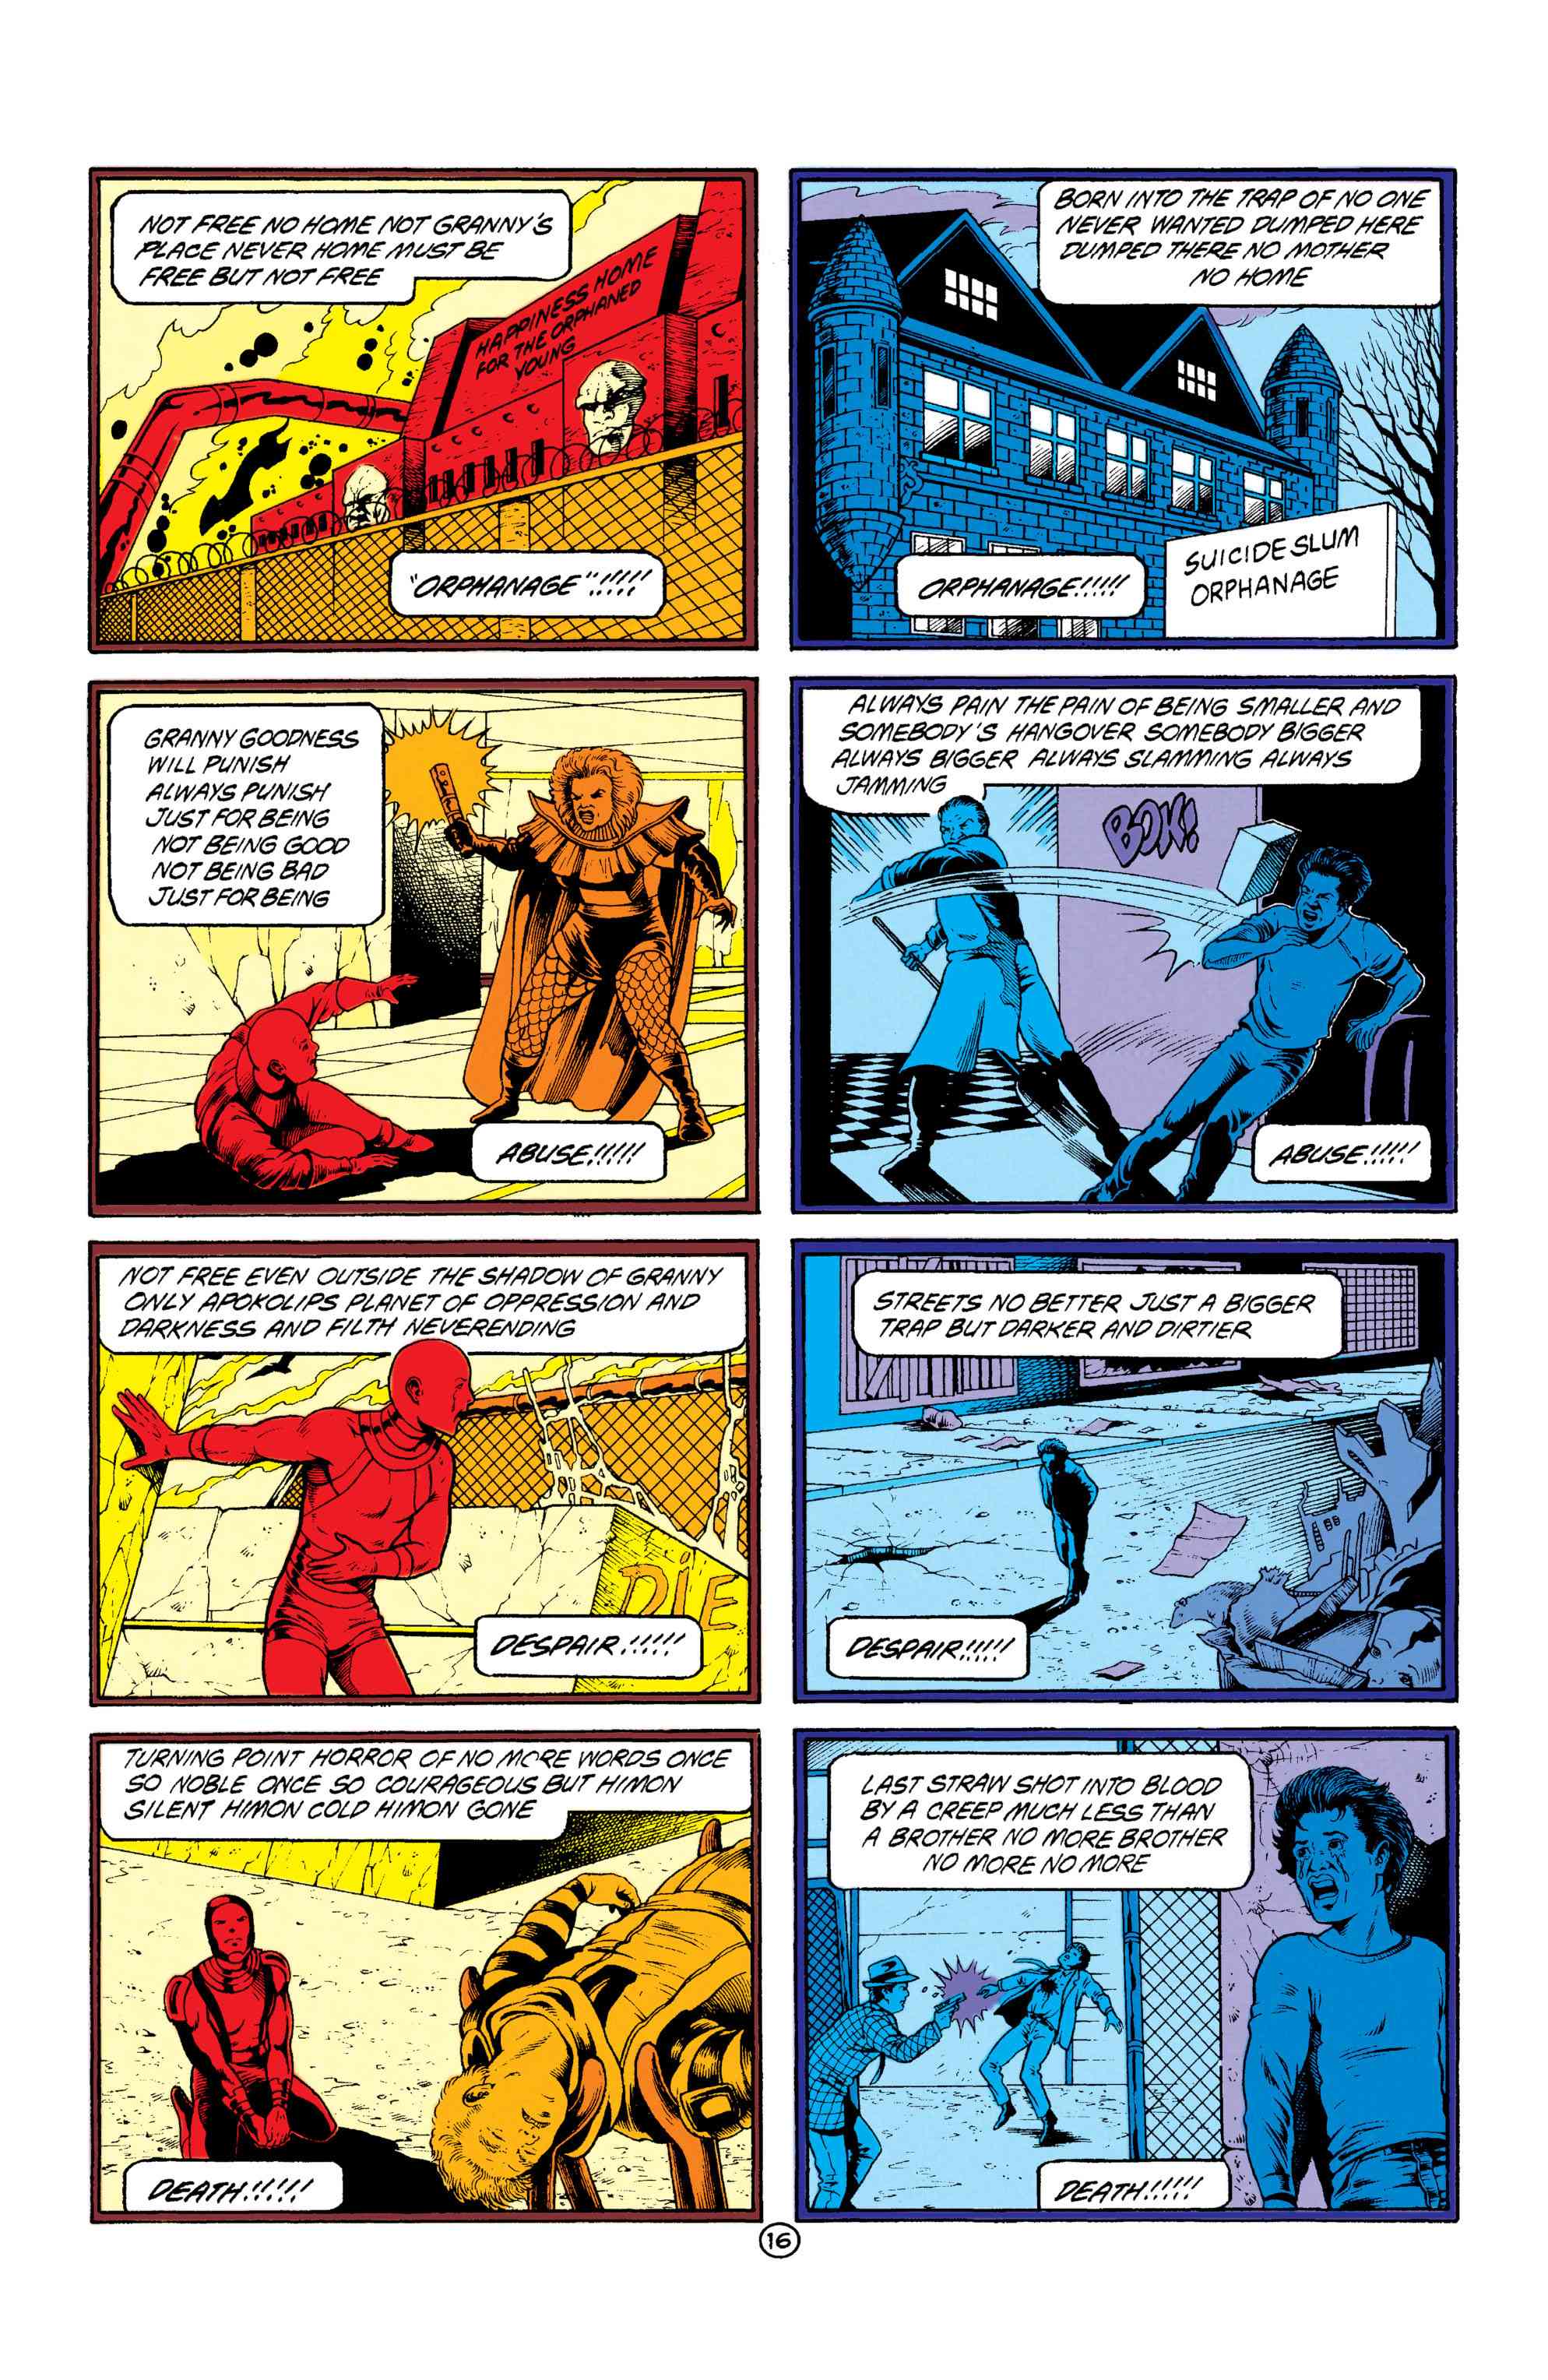 NOT FREE NO HOME NOT GRANNY'S
PLACE NEVER HOME MUST BE
FREE BUT NOT FREE
HAPPINESS HOME
FOR THE ORPHANED
YOUNG
"ORPHANAGE"!!!!!
BORN INTO THE TRAP OF NO ONE
NEVER WANTED DUMPED HERE
DUMPED THERE NO MOTHER
NO HOME
ORPHANAGE!!!!!
SUICIDE SLUM
ORPHANAGE
GRANNY GOODNESS
WILL PUNISH
ALWAYS PUNISH
JUST FOR BEING
NOT BEING GOOD
NOT BEING BAD
JUST FOR BEING
ABUSE!!!!!
ALWAYS PAIN THE PAIN OF BEING SMALLER AND
SOMEBODY'S HANGOVER SOMEBODY BIGGER
ALWAYS BIGGER ALWAYS SLAMMING ALWAYS
JAMMING
BOK!
ABUSE!!!!!
NOT FREE EVEN OUTSIDE THE SHADOW OF GRANNY
ONLY APOKOLIPS PLANET OF OPPRESSION AND
DARKNESS AND FILTH NEVERENDING
DIE
DESPAIR!!!!!
STREETS NO BETTER JUST A BIGGER
TRAP BUT DARKER AND DIRTIER
DESPAIR!!!!!
TURNING POINT HORROR OF NO MORE WORDS ONCE
SO NOBLE ONCE SO COURAGEOUS BUT HIMON
SILENT HIMON COLD HIMON GONE
DEATH!!!!!
LAST STRAW SHOT INTO BLOOD
BY A CREEP MUCH LESS THAN
A BROTHER NO MORE BROTHER
NO MORE NO MORE
DEATH!!!!!
16